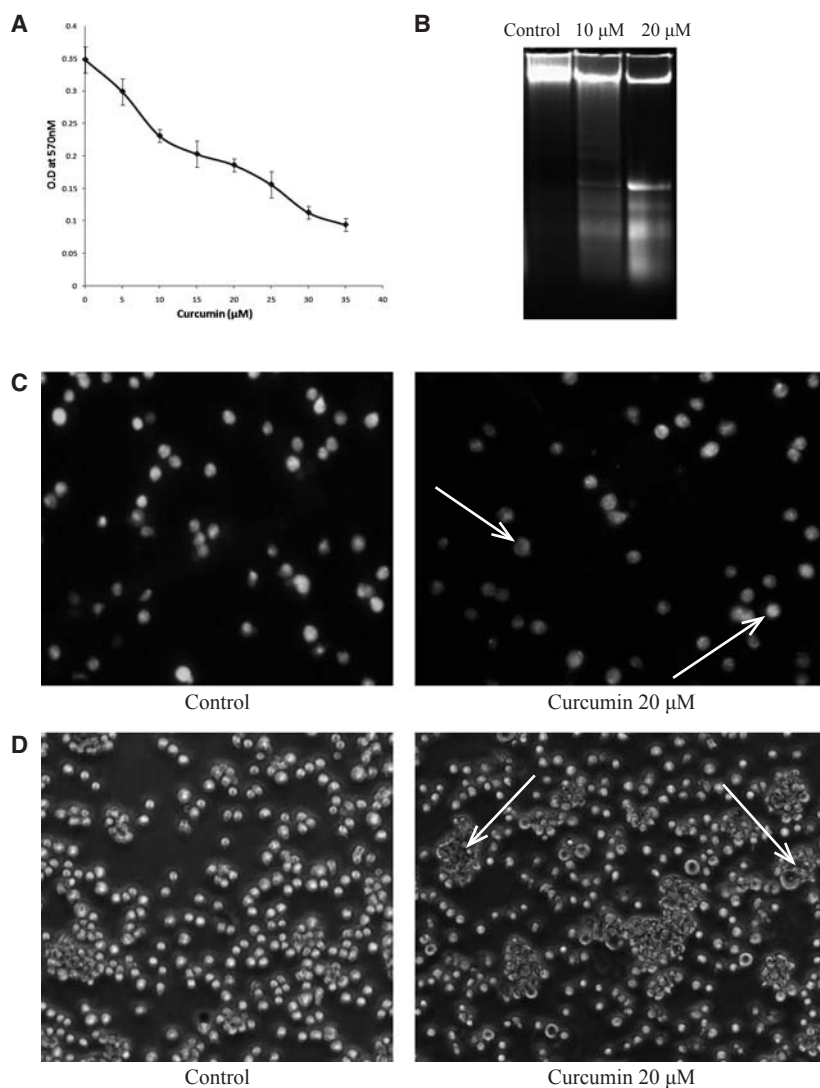 A
0.4
0.35
0.3
0.25
0.2
0.15
0.1
0.05
0
O.D at 570nM
0 5 10 15 20 25 30 35 40
Curcumin (μM)
B
Control 10 μM 20 μM
C
Control Curcumin 20 μM
D
Control Curcumin 20 μM